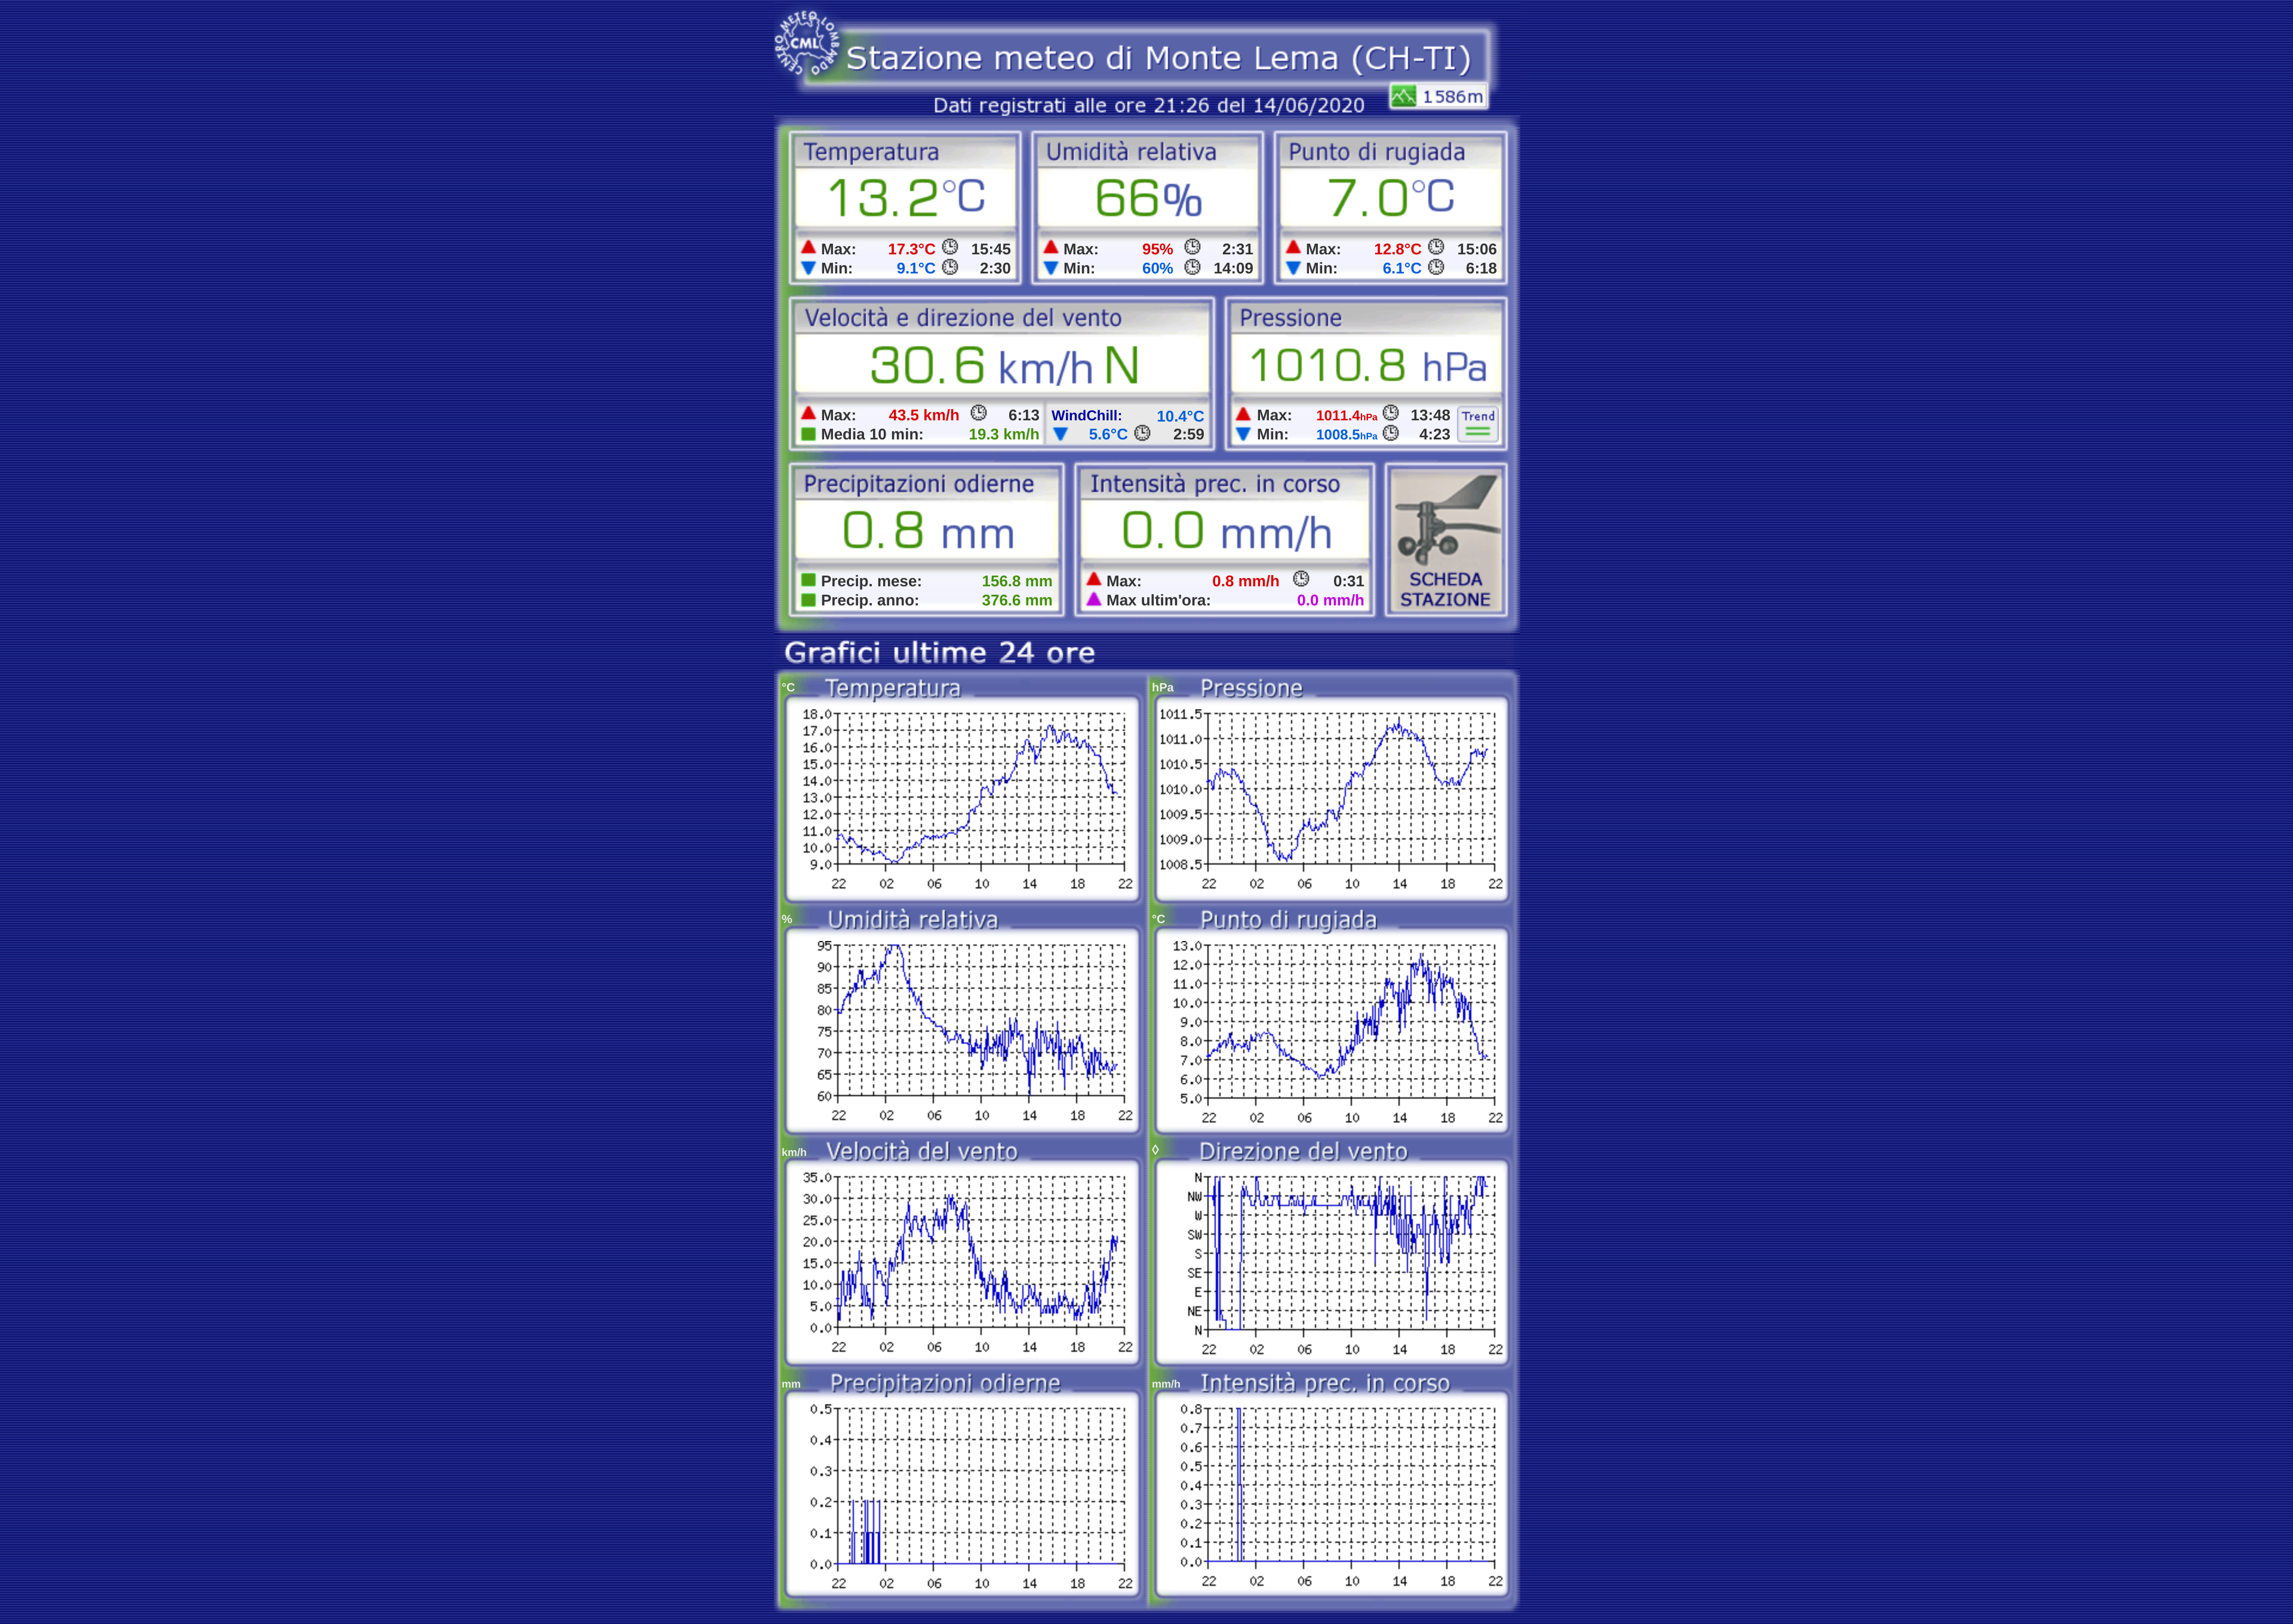 CENTRO METEO LOMBARDO
CML
Stazione meteo di Monte Lema (CH-TI)
Dati registrati alle ore 21:26 del 14/06/2020
1586m
Temperatura
13.2°C
Max: 17.3°C 15:45
Min: 9.1°C 2:30
Umidità relativa
66%
Max: 95% 2:31
Min: 60% 14:09
Punto di rugiada
7.0°C
Max: 12.8°C 15:06
Min: 6.1°C 6:18
Velocità e direzione del vento
30.6 km/h N
Max: 43.5 km/h 6:13
Media 10 min: 19.3 km/h
WindChill: 10.4°C
5.6°C 2:59
Pressione
1010.8 hPa
Max: 1011.4hPa 13:48
Min: 1008.5hPa 4:23
Trend
Precipitazioni odierne
0.8 mm
Precip. mese: 156.8 mm
Precip. anno: 376.6 mm
Intensità prec. in corso
0.0 mm/h
Max: 0.8 mm/h 0:31
Max ultim'ora: 0.0 mm/h
SCHEDA
STAZIONE
Grafici ultime 24 ore
°C Temperatura
18.0
17.0
16.0
15.0
14.0
13.0
12.0
11.0
10.0
9.0
22 02 06 10 14 18 22
hPa Pressione
1011.5
1011.0
1010.5
1010.0
1009.5
1009.0
1008.5
22 02 06 10 14 18 22
% Umidità relativa
95
90
85
80
75
70
65
60
22 02 06 10 14 18 22
°C Punto di rugiada
13.0
12.0
11.0
10.0
9.0
8.0
7.0
6.0
5.0
22 02 06 10 14 18 22
km/h Velocità del vento
35.0
30.0
25.0
20.0
15.0
10.0
5.0
0.0
22 02 06 10 14 18 22
◊ Direzione del vento
N
NW
W
SW
S
SE
E
NE
N
22 02 06 10 14 18 22
mm Precipitazioni odierne
0.5
0.4
0.3
0.2
0.1
0.0
22 02 06 10 14 18 22
mm/h Intensità prec. in corso
0.8
0.7
0.6
0.5
0.4
0.3
0.2
0.1
0.0
22 02 06 10 14 18 22